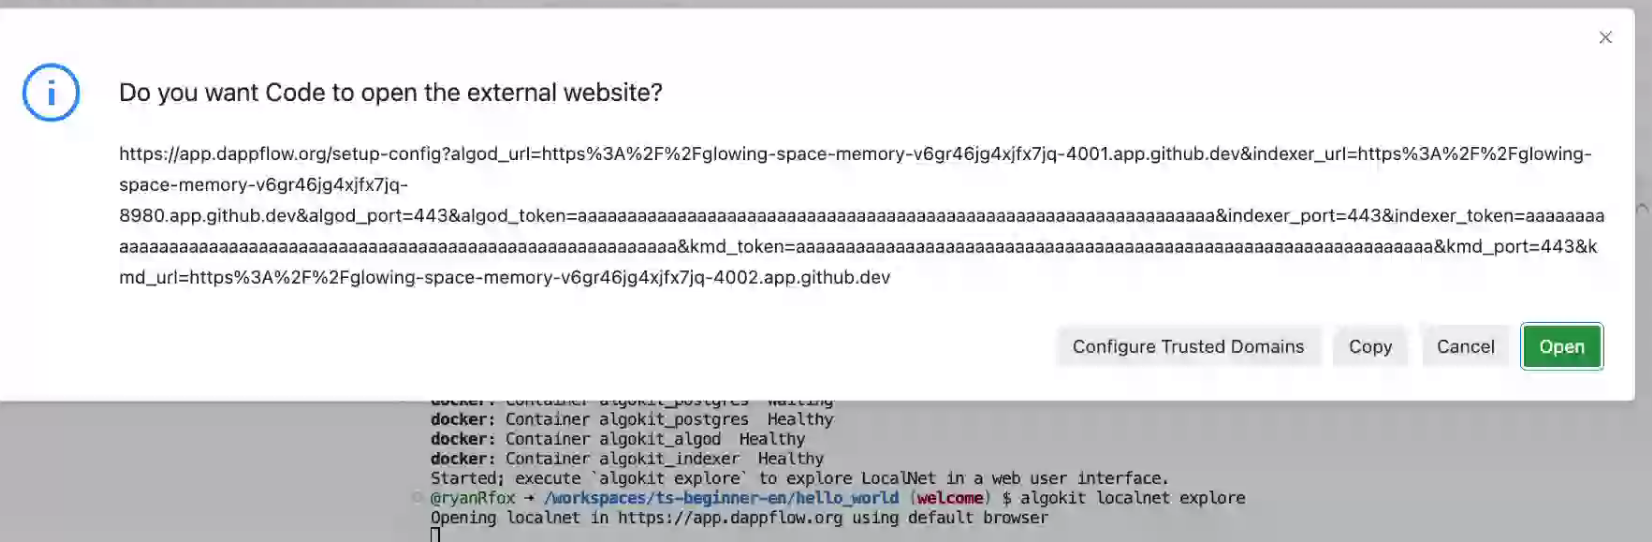 Do you want Code to open the external website?
https://app.dappflow.org/setup-config?algod_url=https%3A%2F%2Fglowing-space-memory-v6gr46jg4xjfx7jq-4001.app.github.dev&indexer_url=https%3A%2F%2Fglowing-
space-memory-v6gr46jg4xjfx7jq-
8980.app.github.dev&algod_port=443&algod_token=aaaaaaaaaaaaaaaaaaaaaaaaaaaaaaaaaaaaaaaaaaaaaaaaaaaaaaaaaaaaaaaa&indexer_port=443&indexer_token=aaaaaaaa
aaaaaaaaaaaaaaaaaaaaaaaaaaaaaaaaaaaaaaaaaaaaaaaaaaaaaaaa&kmd_token=aaaaaaaaaaaaaaaaaaaaaaaaaaaaaaaaaaaaaaaaaaaaaaaaaaaaaaaaaaaaaaaa&kmd_port=443&k
md_url=https%3A%2F%2Fglowing-space-memory-v6gr46jg4xjfx7jq-4002.app.github.dev
Configure Trusted Domains Copy Cancel Open
docker: Container algokit_postgres Waiting
docker: Container algokit_postgres Healthy
docker: Container algokit_algod Healthy
docker: Container algokit_indexer Healthy
Started; execute `algokit explore` to explore LocalNet in a web user interface.
@ryanRfox → /workspaces/ts-beginner-en/hello_world (welcome) $ algokit localnet explore
Opening localnet in https://app.dappflow.org using default browser